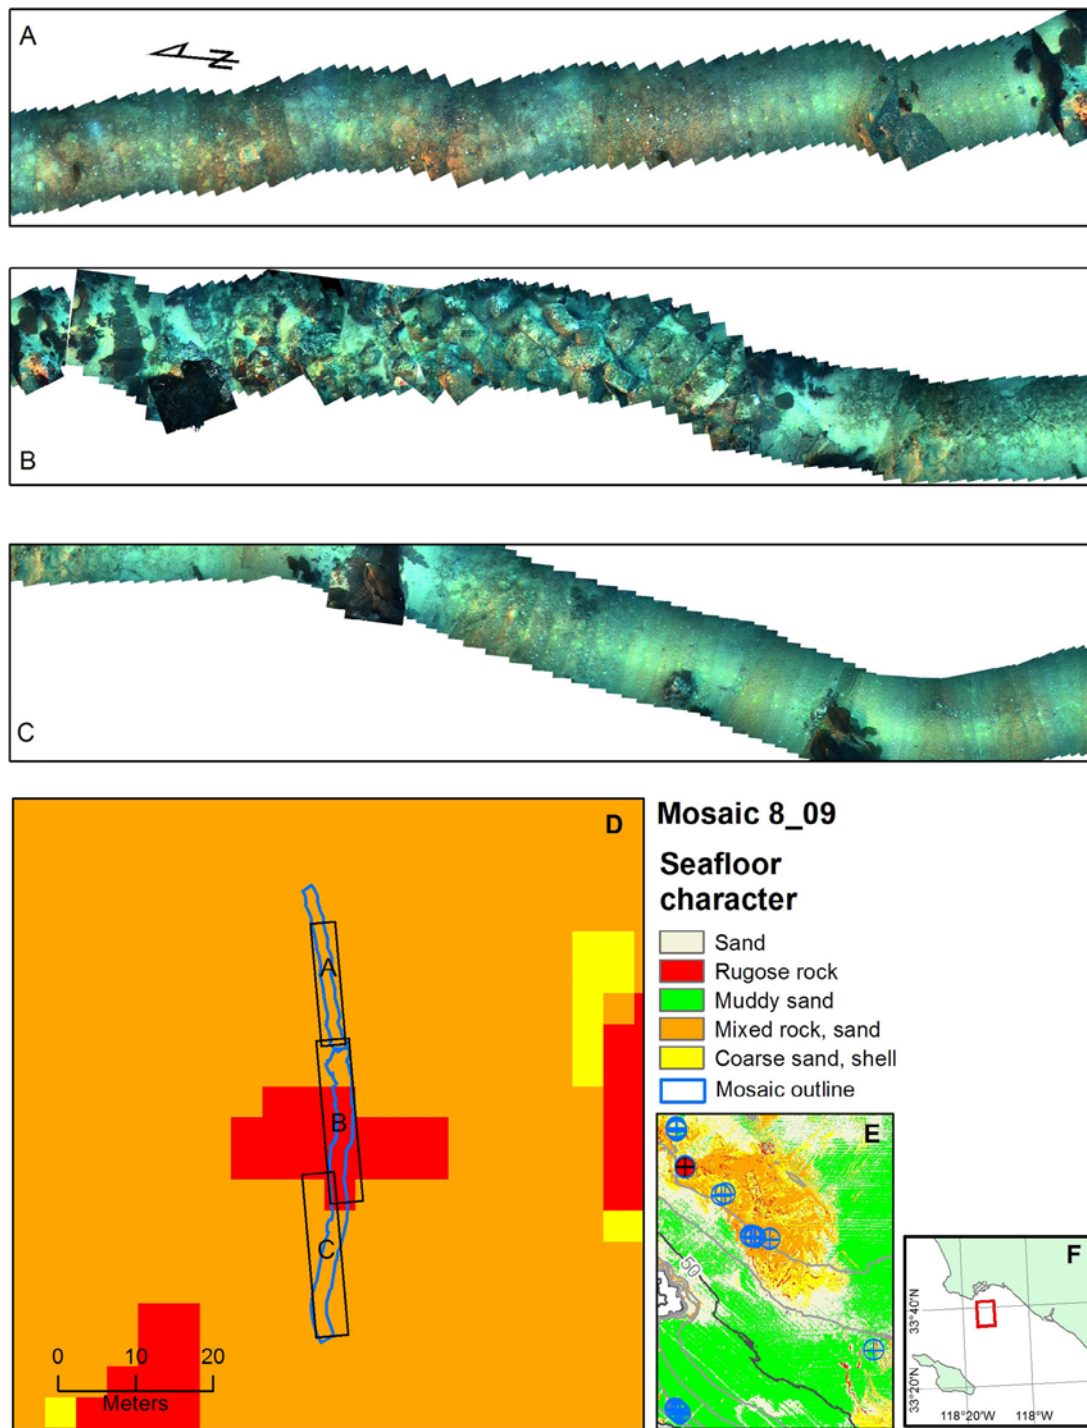 A
N
B
C
D
Mosaic 8_09
Seafloor
character
Sand
Rugose rock
Muddy sand
Mixed rock, sand
Coarse sand, shell
Mosaic outline
A
B
C
0 10 20
Meters
E
50
F
33°40'N
33°20'N
118°20'W 118°W